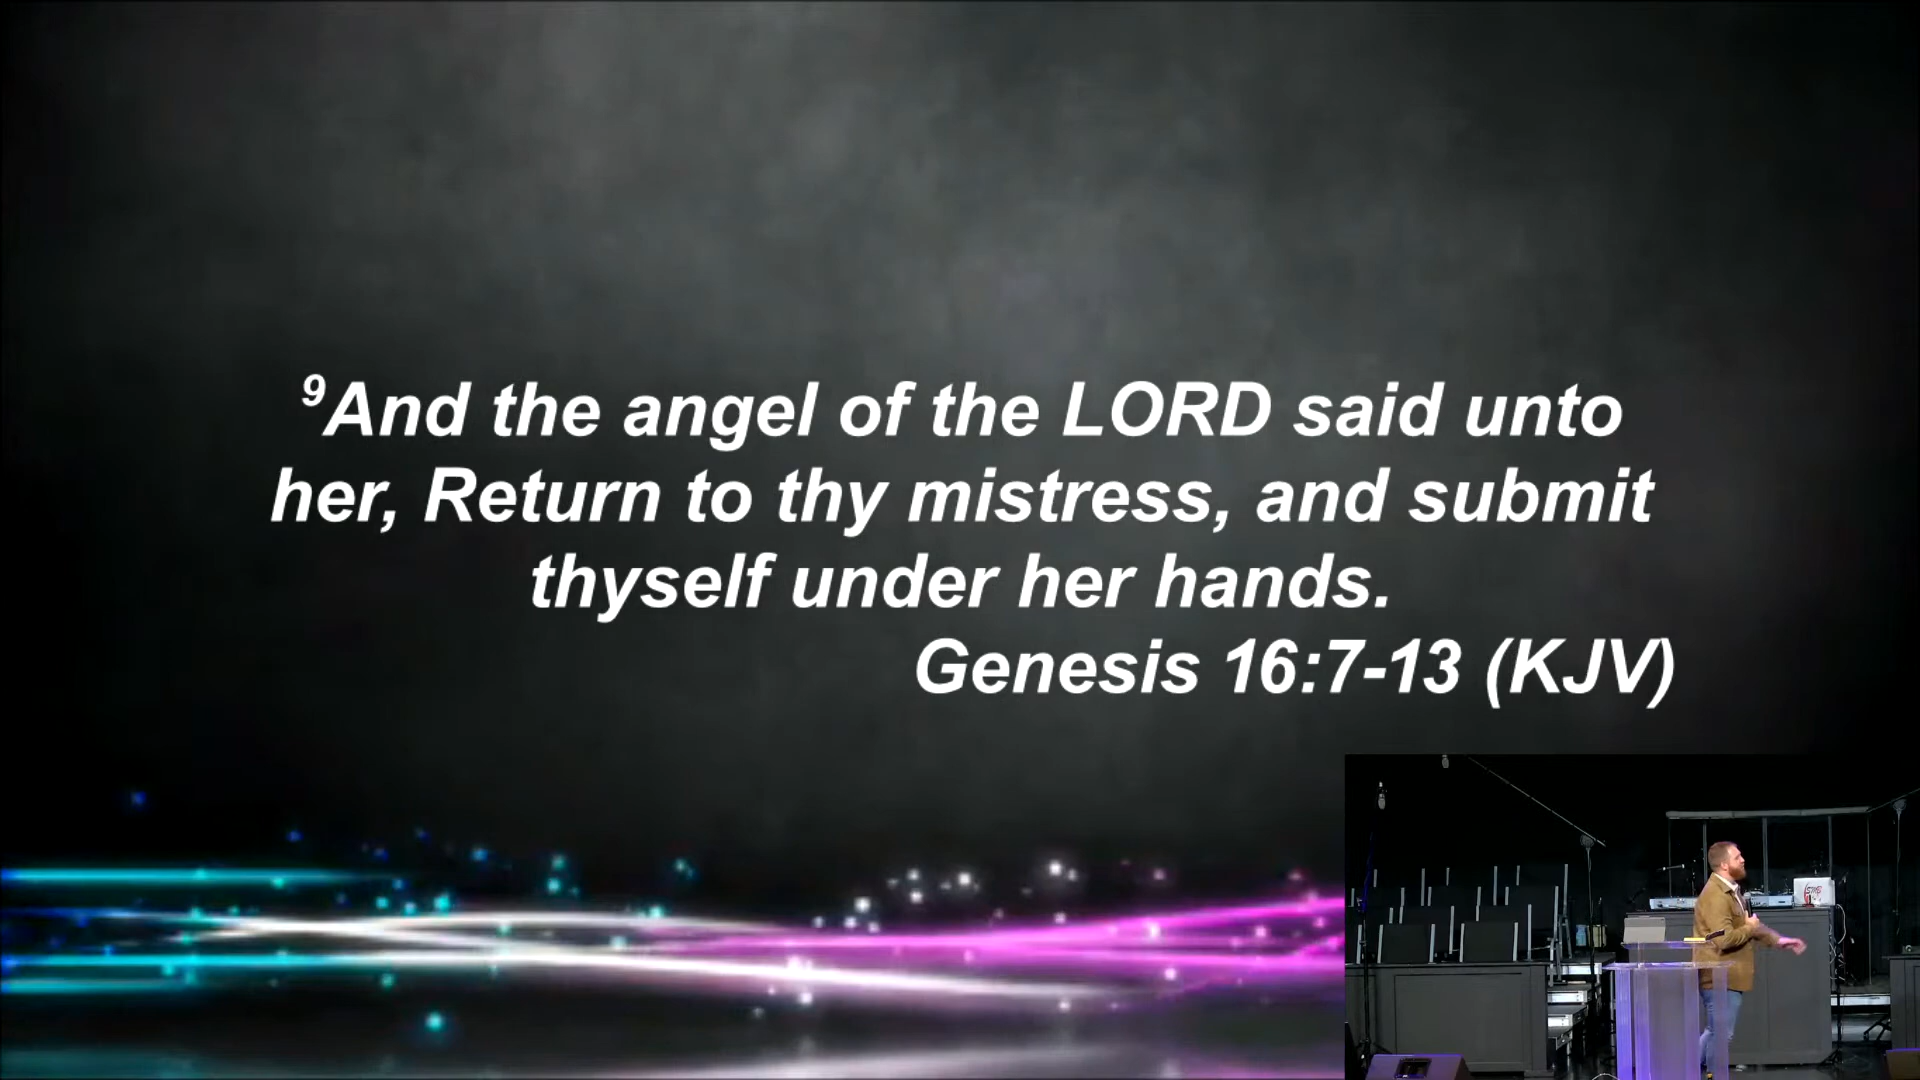 ⁹And the angel of the LORD said unto
her, Return to thy mistress, and submit
thyself under her hands.
Genesis 16:7-13 (KJV)